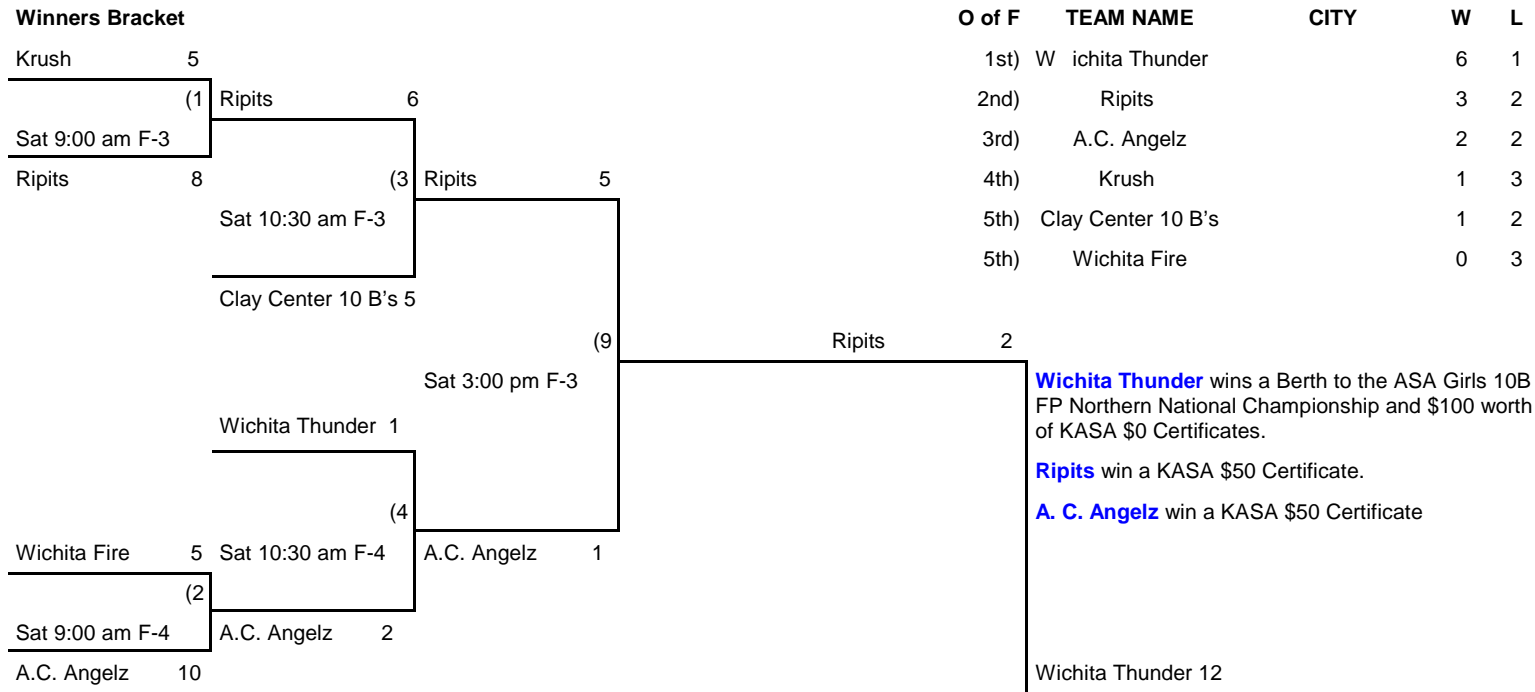 Winners Bracket O of F TEAM NAME CITY W L
Krush 5 1st) W ichita Thunder 6 1
(1 Ripits 6 2nd) Ripits 3 2
Sat 9:00 am F-3 3rd) A.C. Angelz 2 2
Ripits 8 (3 Ripits 5 4th) Krush 1 3
Sat 10:30 am F-3 5th) Clay Center 10 B's 1 2
5th) Wichita Fire 0 3
Clay Center 10 B's 5
(9 Ripits 2
Sat 3:00 pm F-3 Wichita Thunder wins a Berth to the ASA Girls 10B
FP Northern National Championship and $100 worth
Wichita Thunder 1 of KASA $0 Certificates.
Ripits win a KASA $50 Certificate.
(4 A. C. Angelz win a KASA $50 Certificate
Wichita Fire 5 Sat 10:30 am F-4 A.C. Angelz 1
(2
Sat 9:00 am F-4 A.C. Angelz 2
A.C. Angelz 10 Wichita Thunder 12